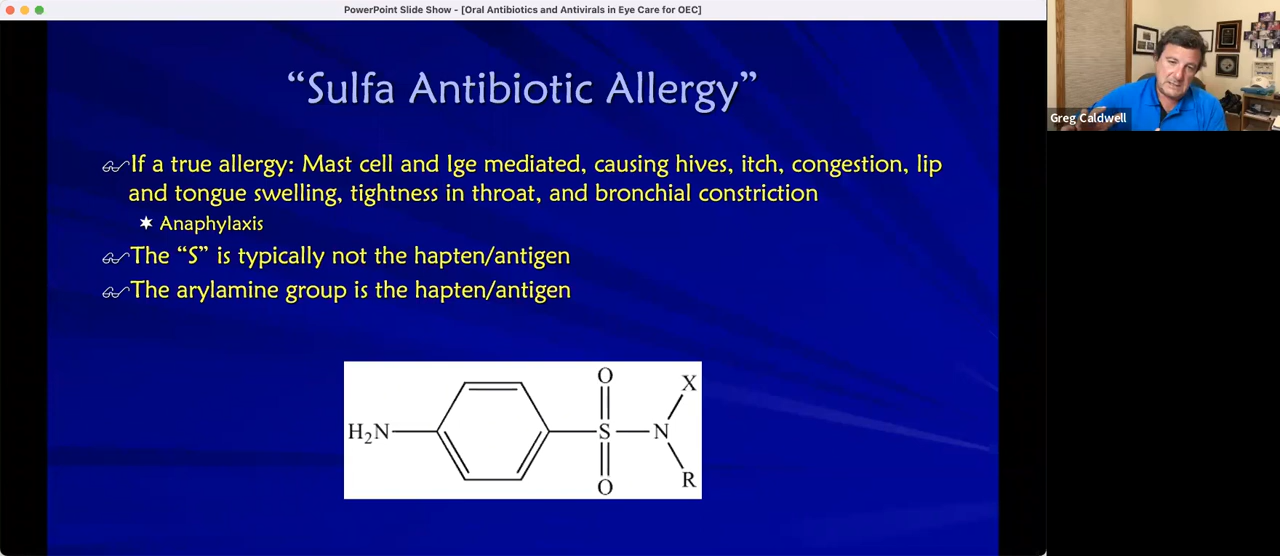 PowerPoint Slide Show - [Oral Antibiotics and Antivirals in Eye Care for OEC]
“Sulfa Antibiotic Allergy”
If a true allergy: Mast cell and Ige mediated, causing hives, itch, congestion, lip
and tongue swelling, tightness in throat, and bronchial constriction
Anaphylaxis
The “S” is typically not the hapten/antigen
The arylamine group is the hapten/antigen
O
X
H₂N
S
N
R
O
Greg Caldwell